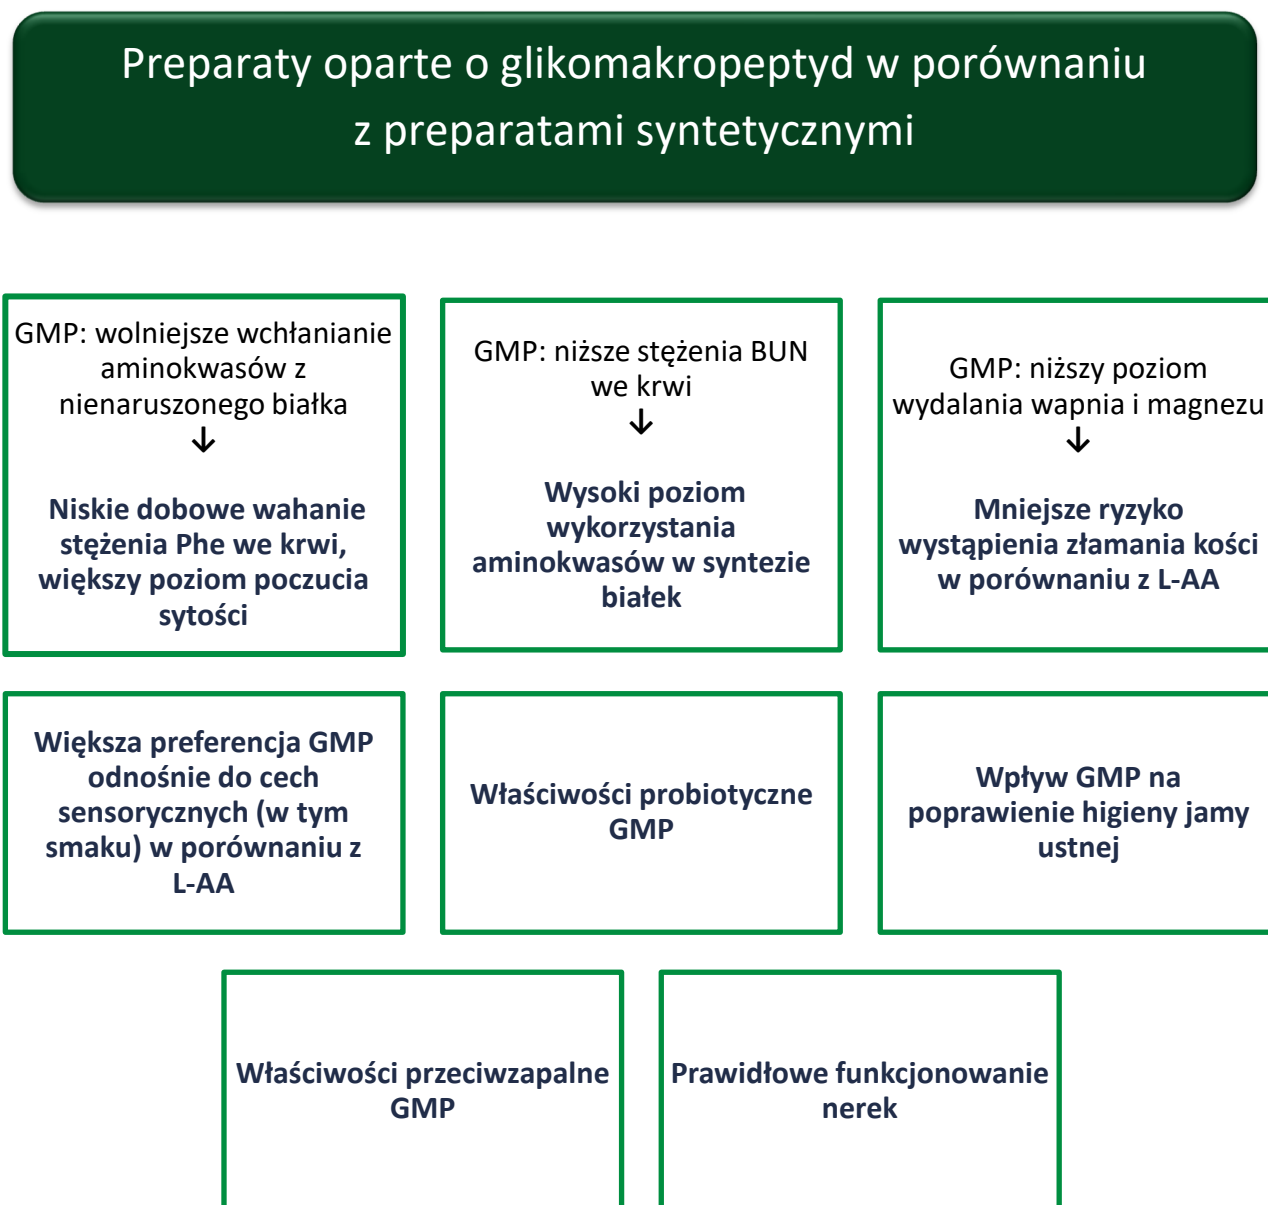 Preparaty oparte o glikomakropeptyd w porównaniu
z preparatami syntetycznymi
GMP: wolniejsze wchłanianie
aminokwasów z
nienaruszonego białka
↓
Niskie dobowe wahanie
stężenia Phe we krwi,
większy poziom poczucia
sytości
GMP: niższe stężenia BUN
we krwi
↓
Wysoki poziom
wykorzystania
aminokwasów w syntezie
białek
GMP: niższy poziom
wydalania wapnia i magnezu
↓
Mniejsze ryzyko
wystąpienia złamania kości
w porównaniu z L-AA
Większa preferencja GMP
odnośnie do cech
sensorycznych (w tym
smaku) w porównaniu z
L-AA
Właściwości probiotyczne
GMP
Wpływ GMP na
poprawienie higieny jamy
ustnej
Właściwości przeciwzapalne
GMP
Prawidłowe funkcjonowanie
nerek